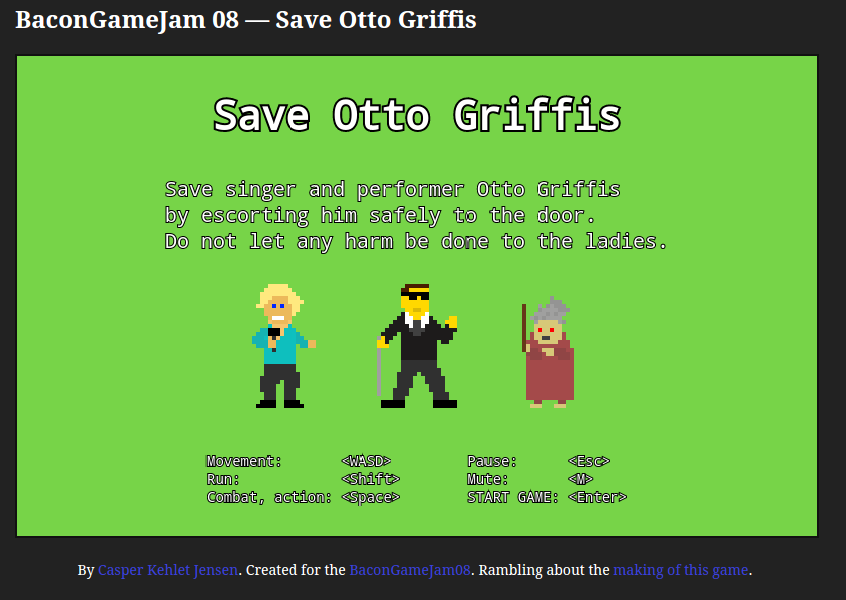 BaconGameJam 08 — Save Otto Griffis
Save Otto Griffis
Save singer and performer Otto Griffis
by escorting him safely to the door.
Do not let any harm be done to the ladies.
Movement: <WASD> Pause: <Esc>
Run: <Shift> Mute: <M>
Combat, action: <Space> START GAME: <Enter>
By Casper Kehlet Jensen. Created for the BaconGameJam08. Rambling about the making of this game.